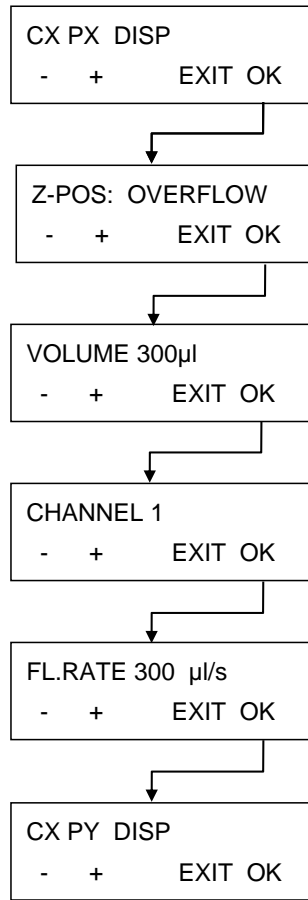 CX PX DISP
- + EXIT OK
Z-POS: OVERFLOW
- + EXIT OK
VOLUME 300µl
- + EXIT OK
CHANNEL 1
- + EXIT OK
FL.RATE 300 µl/s
- + EXIT OK
CX PY DISP
- + EXIT OK